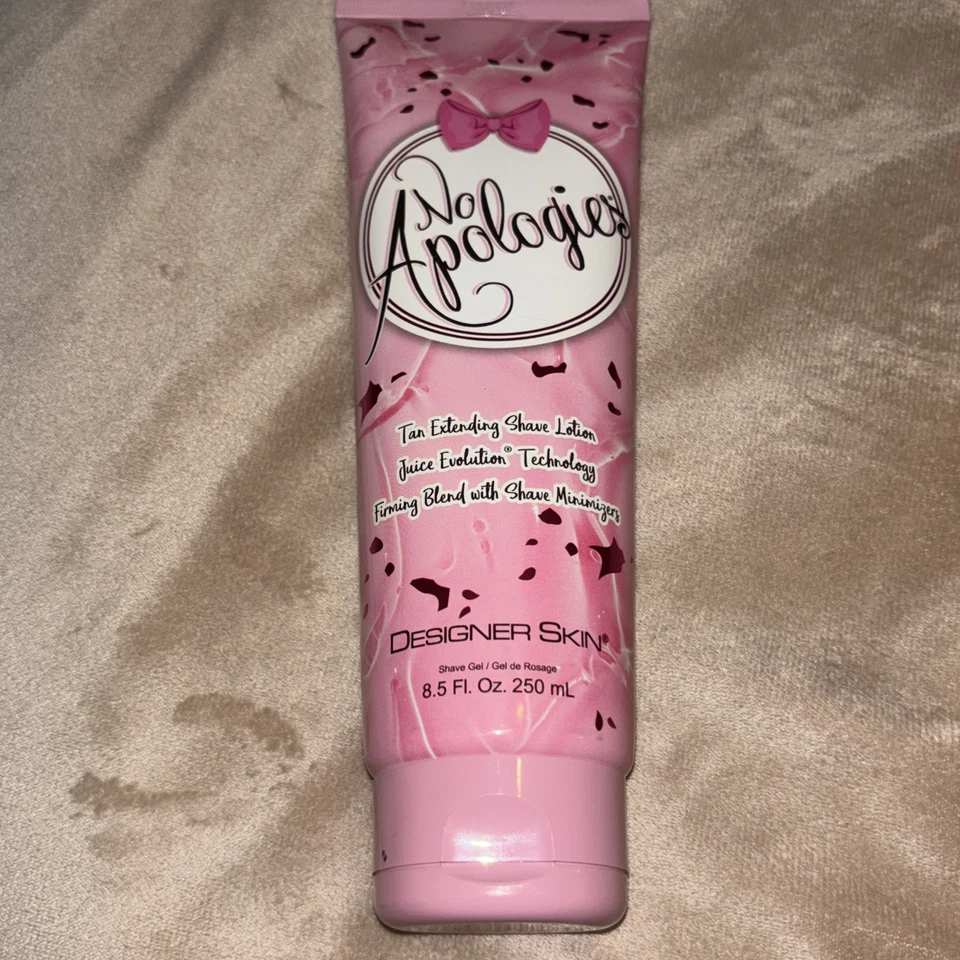 No
Apologies
Tan Extending Shave Lotion
Juice Evolution® Technology
Firming Blend with Shave Minimizers
DESIGNER SKIN®
Shave Gel / Gel de Rosage
8.5 Fl. Oz. 250 mL